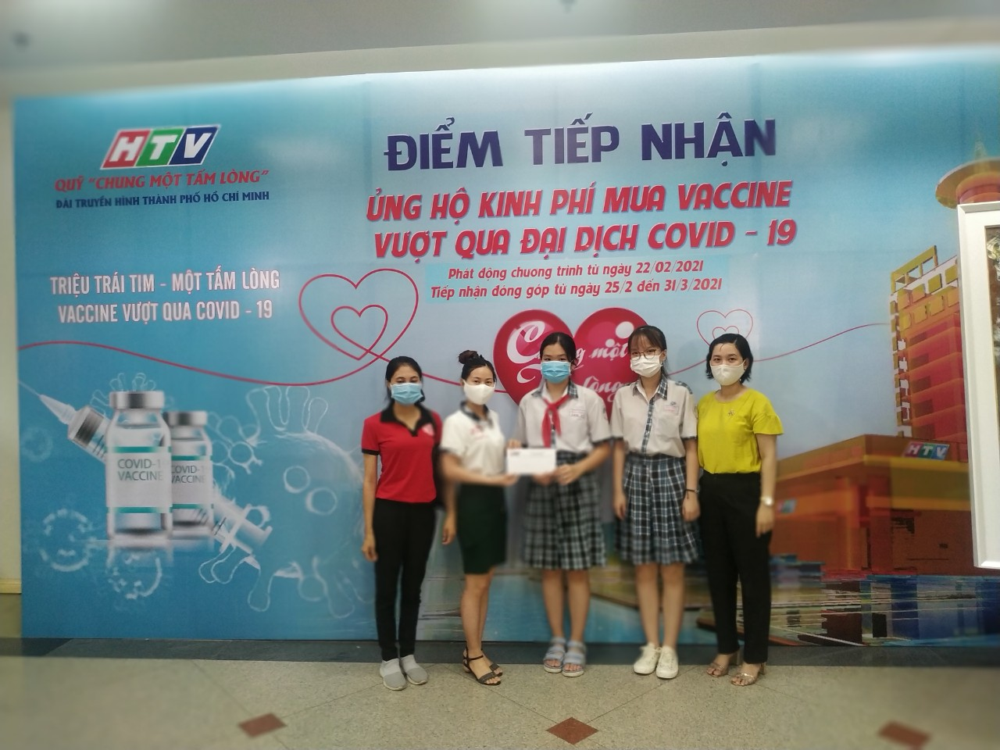 HTV
QUỸ "CHUNG MỘT TẤM LÒNG"
ĐÀI TRUYỀN HÌNH THÀNH PHỐ HỒ CHÍ MINH
ĐIỂM TIẾP NHẬN
ỦNG HỘ KINH PHÍ MUA VACCINE
VƯỢT QUA ĐẠI DỊCH COVID - 19
Phát động chương trình từ ngày 22/02/2021
Tiếp nhận đóng góp từ ngày 25/2 đến 31/3/2021
TRIỆU TRÁI TIM - MỘT TẤM LÒNG
VACCINE VƯỢT QUA COVID - 19
một
lòng
COVID-1
VACCINE
COVID-1
VACCINE
HTV